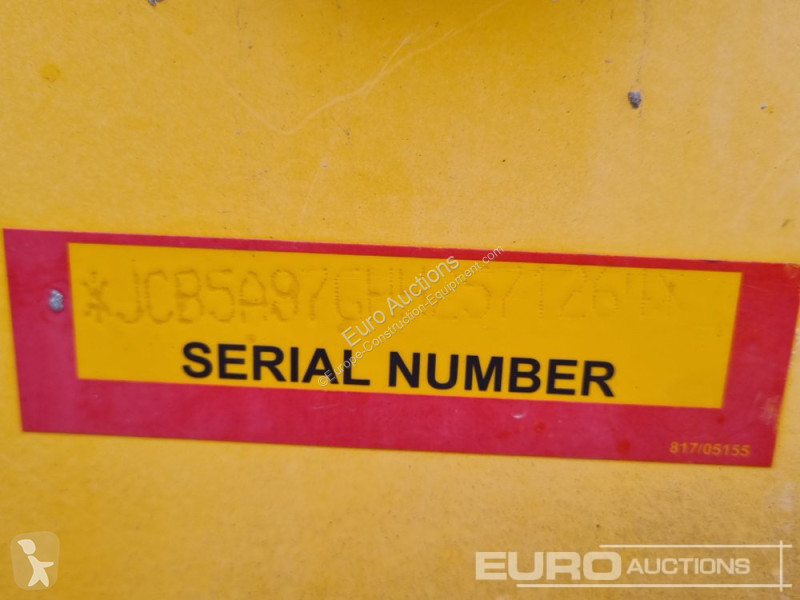 Euro Auctions
©Europe-Construction-Equipment.com
SERIAL NUMBER
817/05155
EURO AUCTIONS